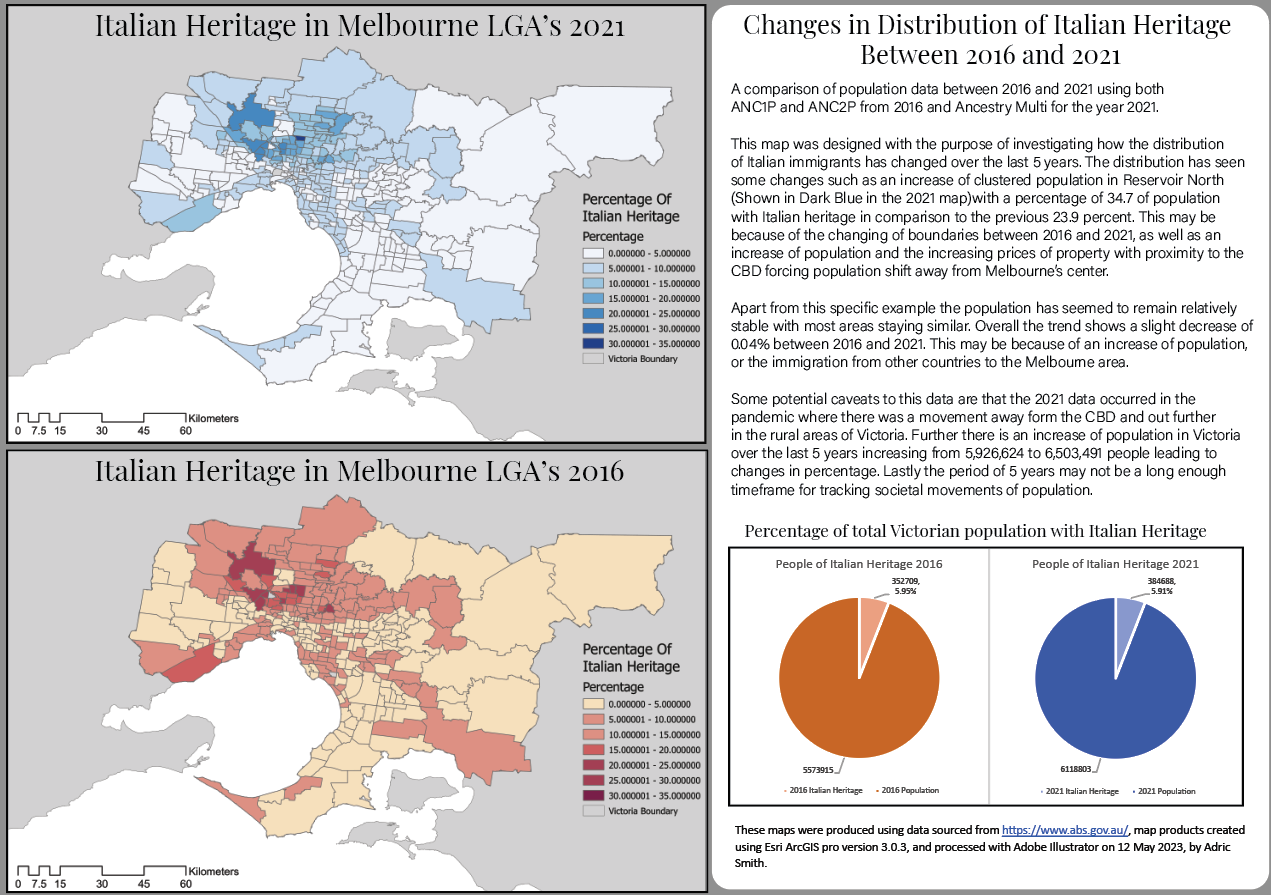 Italian Heritage in Melbourne LGA's 2021
Percentage Of
Italian Heritage
Percentage
0.000000 - 5.000000
5.000001 - 10.000000
10.000001 - 15.000000
15.000001 - 20.000000
20.000001 - 25.000000
25.000001 - 30.000000
30.000001 - 35.000000
Victoria Boundary
Kilometers
0 7.5 15 30 45 60
Italian Heritage in Melbourne LGA's 2016
Percentage Of
Italian Heritage
Percentage
0.000000 - 5.000000
5.000001 - 10.000000
10.000001 - 15.000000
15.000001 - 20.000000
20.000001 - 25.000000
25.000001 - 30.000000
30.000001 - 35.000000
Victoria Boundary
Kilometers
0 7.5 15 30 45 60
Changes in Distribution of Italian Heritage
Between 2016 and 2021
A comparison of population data between 2016 and 2021 using both
ANC1P and ANC2P from 2016 and Ancestry Multi for the year 2021.
This map was designed with the purpose of investigating how the distribution
of Italian immigrants has changed over the last 5 years. The distribution has seen
some changes such as an increase of clustered population in Reservoir North
(Shown in Dark Blue in the 2021 map)with a percentage of 34.7 of population
with Italian heritage in comparison to the previous 23.9 percent. This may be
because of the changing of boundaries between 2016 and 2021, as well as an
increase of population and the increasing prices of property with proximity to the
CBD forcing population shift away from Melbourne's center.
Apart from this specific example the population has seemed to remain relatively
stable with most areas staying similar. Overall the trend shows a slight decrease of
0.04% between 2016 and 2021. This may be because of an increase of population,
or the immigration from other countries to the Melbourne area.
Some potential caveats to this data are that the 2021 data occurred in the
pandemic where there was a movement away form the CBD and out further
in the rural areas of Victoria. Further there is an increase of population in Victoria
over the last 5 years increasing from 5,926,624 to 6,503,491 people leading to
changes in percentage. Lastly the period of 5 years may not be a long enough
timeframe for tracking societal movements of population.
Percentage of total Victorian population with Italian Heritage
People of Italian Heritage 2016
352709,
5.95%
5573915
2016 Italian Heritage 2016 Population
People of Italian Heritage 2021
384688,
5.91%
6118803
2021 Italian Heritage 2021 Population
These maps were produced using data sourced from https://www.abs.gov.au/, map products created
using Esri ArcGIS pro version 3.0.3, and processed with Adobe Illustrator on 12 May 2023, by Adric
Smith.